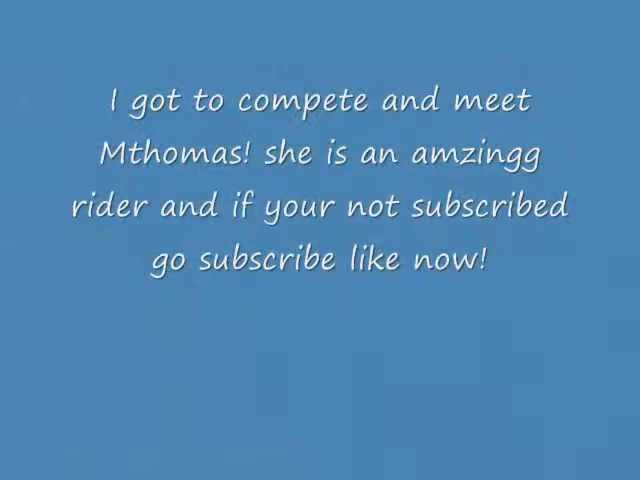 I got to compete and meet
Mthomas! she is an amzingg
rider and if your not subscribed
go subscribe like now!